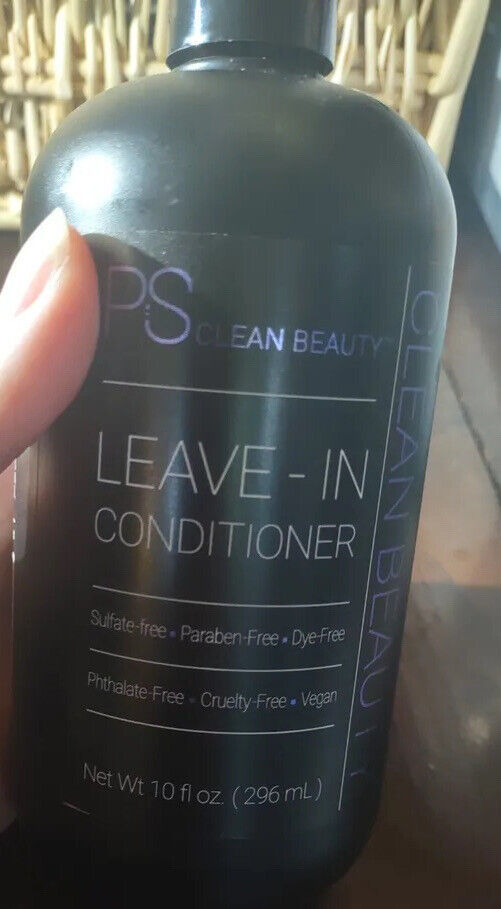 PS CLEAN BEAUTY™
LEAVE - IN
CONDITIONER
Sulfate-free • Paraben-Free • Dye-Free
Phthalate-Free • Cruelty-Free • Vegan
Net Wt 10 fl oz. ( 296 mL )
CLEAN BEAUTY